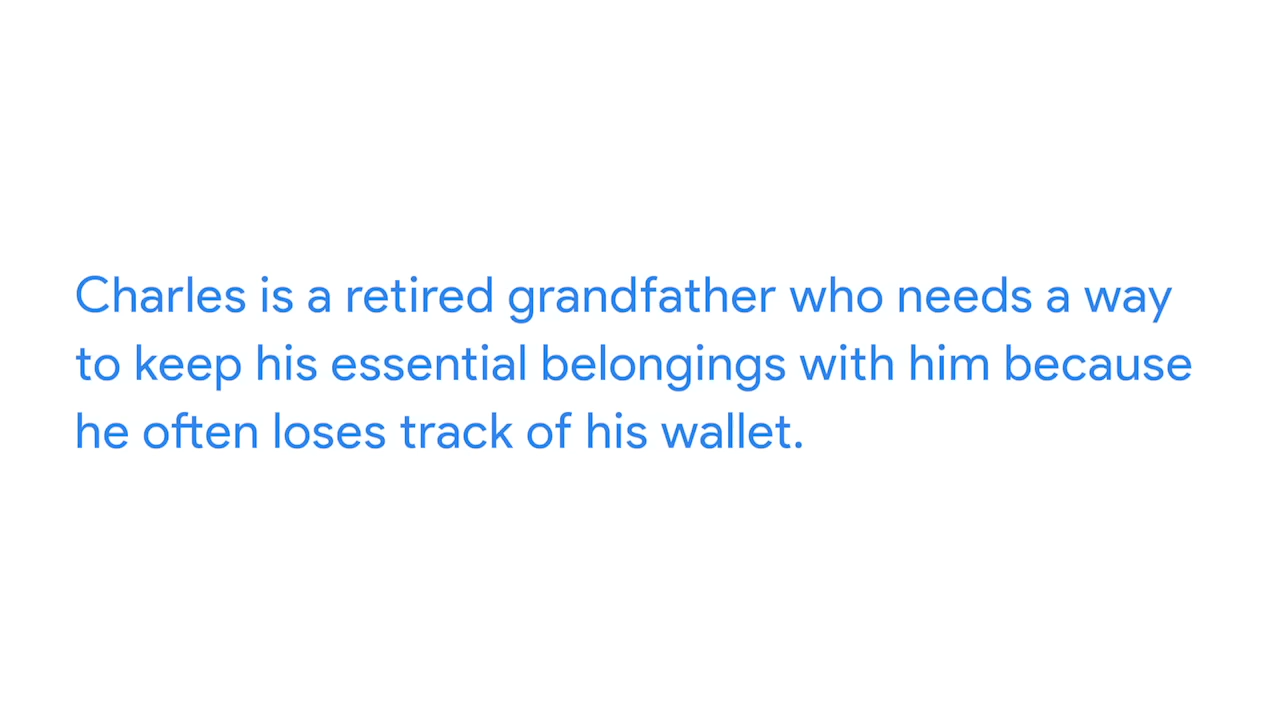 Charles is a retired grandfather who needs a way
to keep his essential belongings with him because
he often loses track of his wallet.